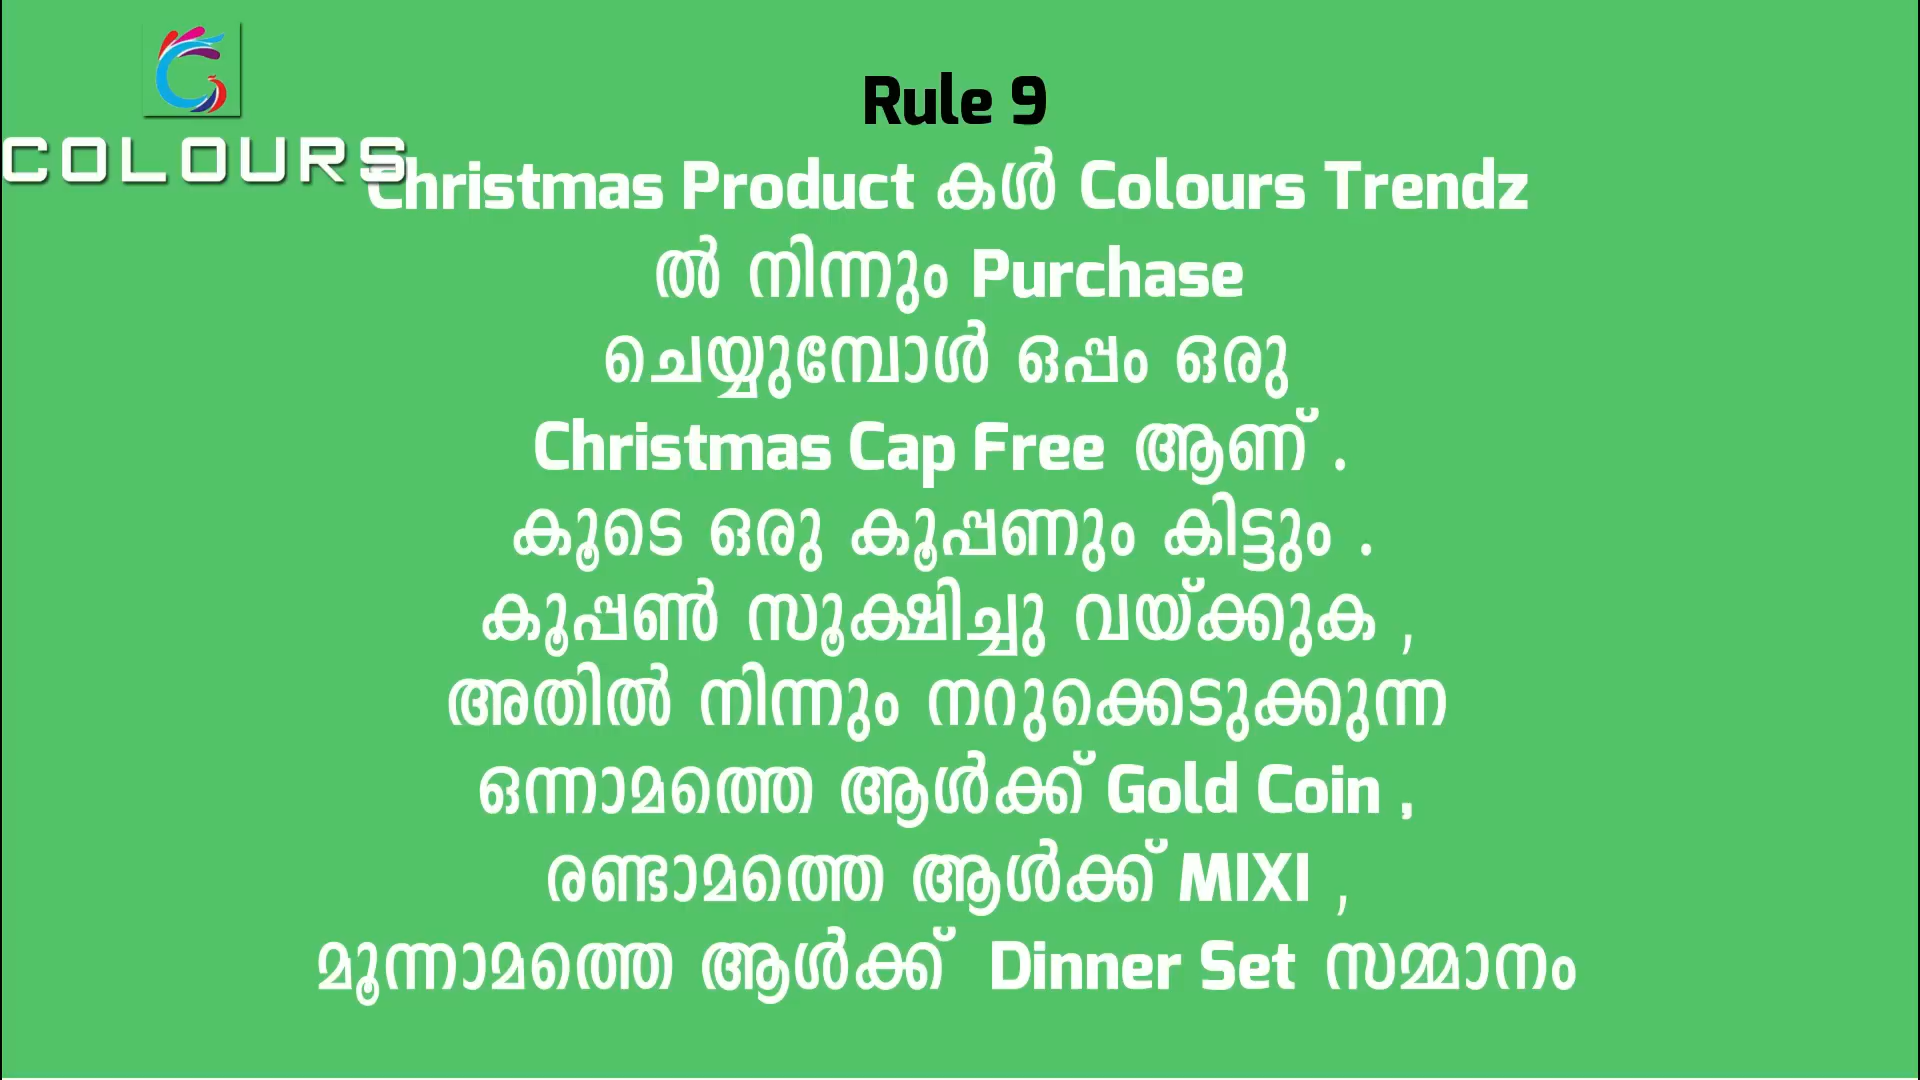 COLOURS
Rule 9
Christmas Product കൾ Colours Trendz
ൽ നിന്നും Purchase
ചെയ്യുമ്പോൾ ഒപ്പം ഒരു
Christmas Cap Free ആണ് .
കൂടെ ഒരു കൂപ്പണും കിട്ടും .
കൂപ്പൺ സൂക്ഷിച്ചു വയ്ക്കുക ,
അതിൽ നിന്നും നറുക്കെടുക്കുന്ന
ഒന്നാമത്തെ ആൾക്ക് Gold Coin ,
രണ്ടാമത്തെ ആൾക്ക് MIXI ,
മൂന്നാമത്തെ ആൾക്ക് Dinner Set സമ്മാനം